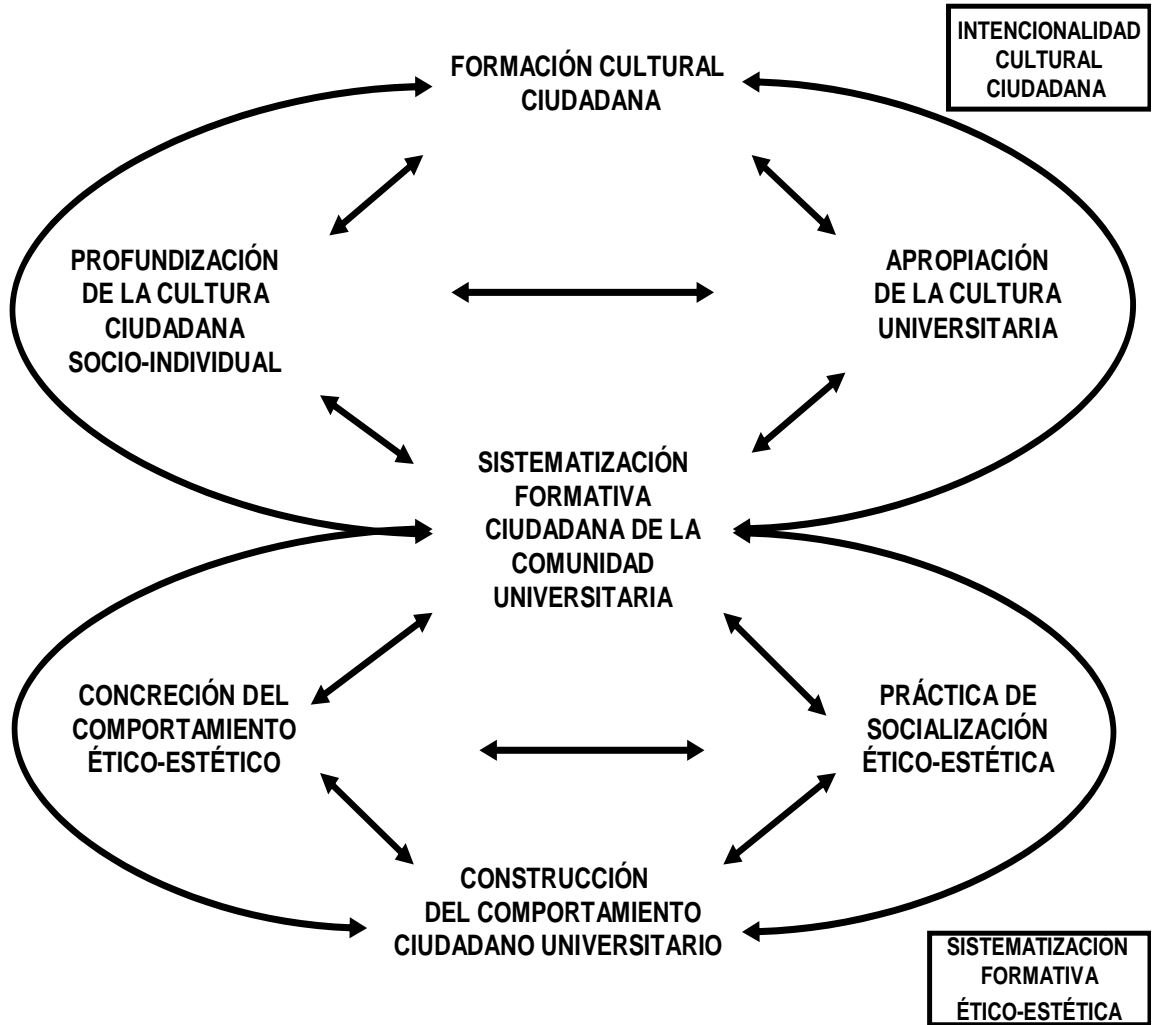 INTENCIONALIDAD
CULTURAL
CIUDADANA
FORMACIÓN CULTURAL
CIUDADANA
PROFUNDIZACIÓN
DE LA CULTURA
CIUDADANA
SOCIO-INDIVIDUAL
APROPIACIÓN
DE LA CULTURA
UNIVERSITARIA
SISTEMATIZACIÓN
FORMATIVA
CIUDADANA DE LA
COMUNIDAD
UNIVERSITARIA
CONCRECIÓN DEL
COMPORTAMIENTO
ÉTICO-ESTÉTICO
PRÁCTICA DE
SOCIALIZACIÓN
ÉTICO-ESTÉTICA
CONSTRUCCIÓN
DEL COMPORTAMIENTO
CIUDADANO UNIVERSITARIO
SISTEMATIZACION
FORMATIVA
ÉTICO-ESTÉTICA